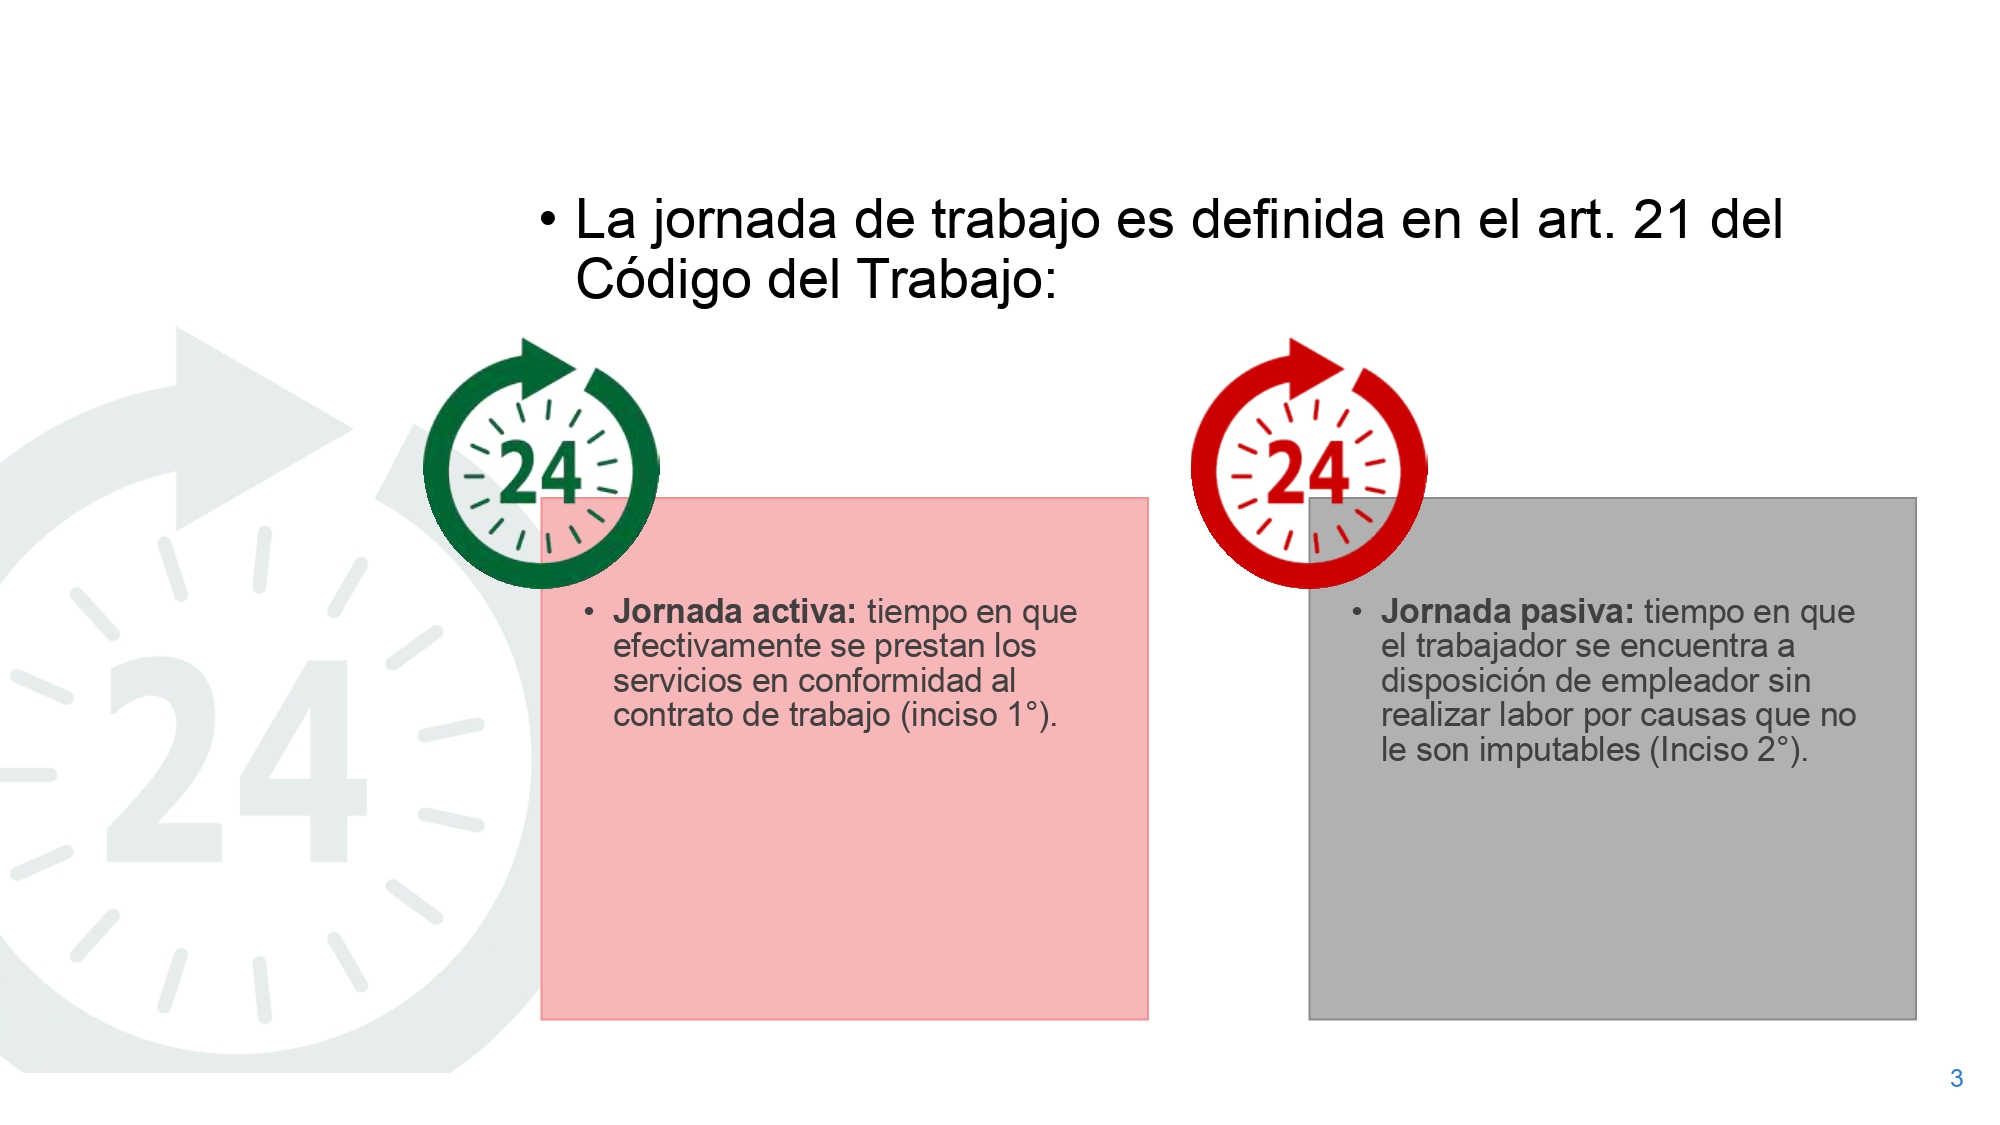 • La jornada de trabajo es definida en el art. 21 del
Código del Trabajo:
24
24
24
• Jornada activa: tiempo en que
efectivamente se prestan los
servicios en conformidad al
contrato de trabajo (inciso 1°).
• Jornada pasiva: tiempo en que
el trabajador se encuentra a
disposición de empleador sin
realizar labor por causas que no
le son imputables (Inciso 2°).
3